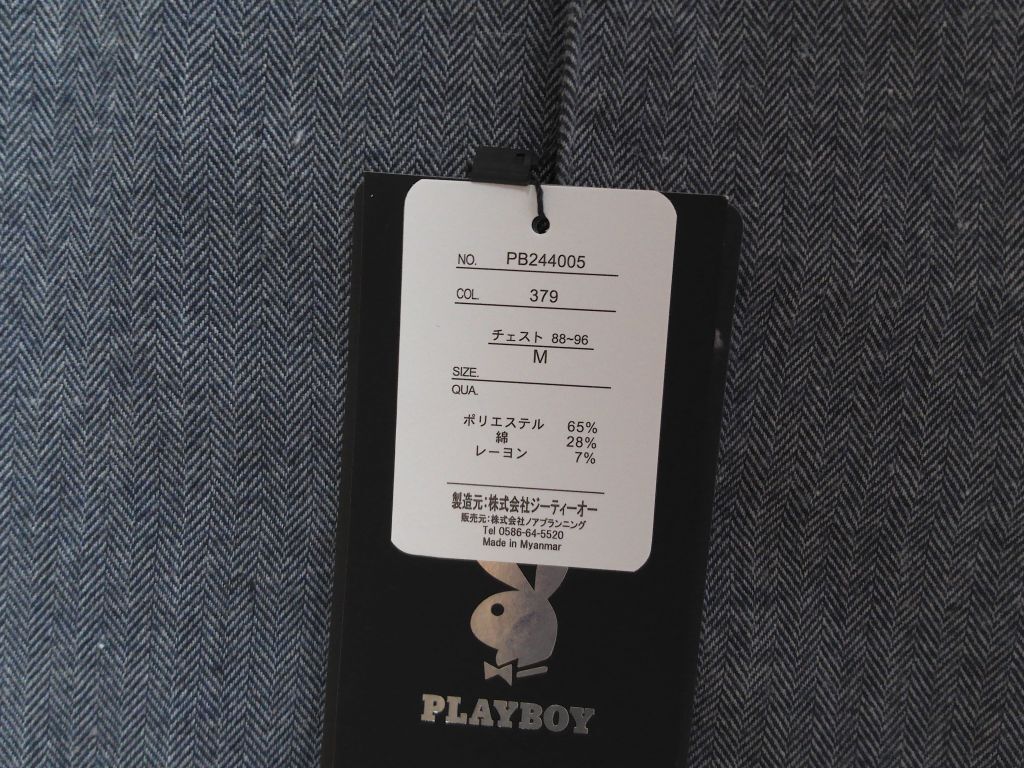 NO. PB244005
COL. 379
チェスト 88~96
M
SIZE.
QUA.
ポリエステル 65%
綿 28%
レーヨン 7%
製造元:株式会社ジーティーオー
販売元:株式会社ノアプランニング
Tel 0586-64-5520
Made in Myanmar
PLAYBOY